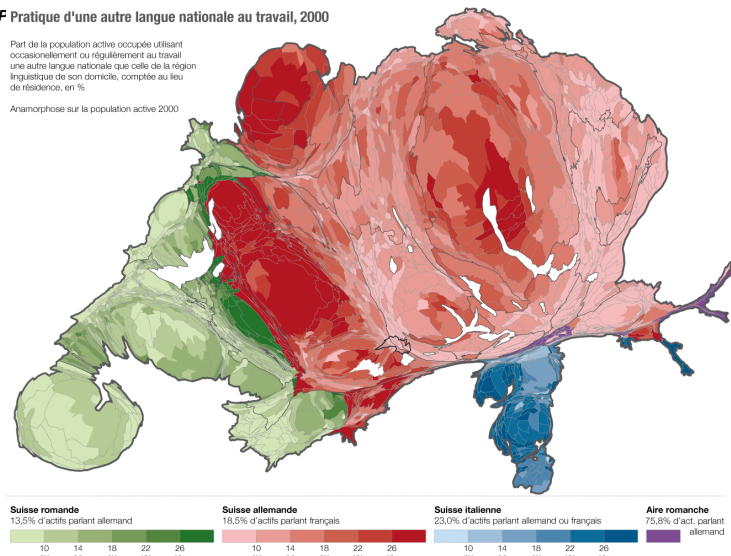 Pratique d'une autre langue nationale au travail, 2000
Part de la population active occupée utilisant
occasionellement ou régulièrement au travail
une autre langue nationale que celle de la région
linguistique de son domicile, comptée au lieu
de résidence, en %
Anamorphose sur la population active 2000
Suisse romande
13,5% d'actifs parlant allemand
10 14 18 22 26
Suisse allemande
18,5% d'actifs parlant français
10 14 18 22 26
Suisse italienne
23,0% d'actifs parlant allemand ou français
10 14 18 22 26
Aire romanche
75,8% d'act. parlant
allemand